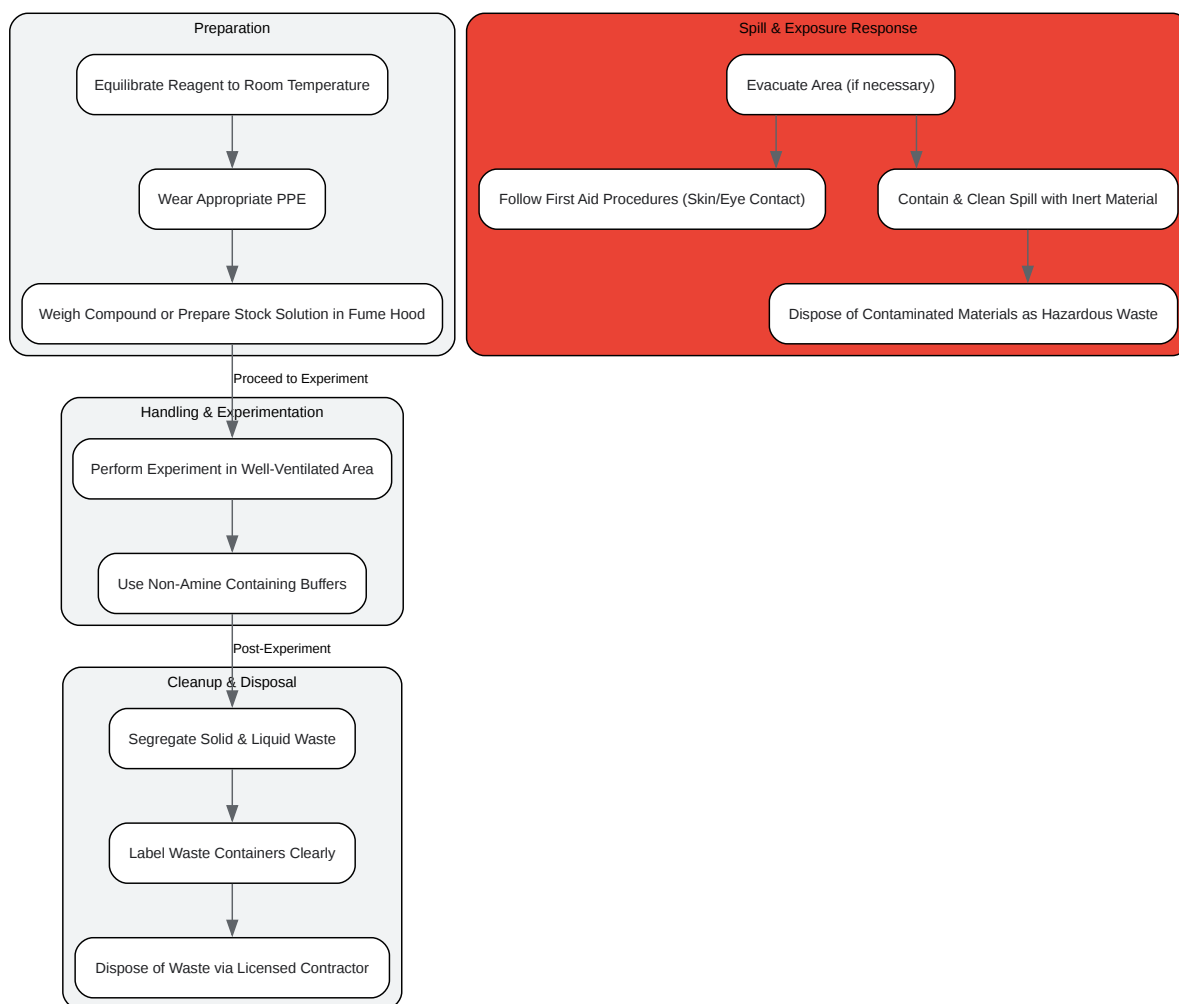 Preparation
Equilibrate Reagent to Room Temperature
Wear Appropriate PPE
Weigh Compound or Prepare Stock Solution in Fume Hood
Proceed to Experiment
Handling & Experimentation
Perform Experiment in Well-Ventilated Area
Use Non-Amine Containing Buffers
Post-Experiment
Cleanup & Disposal
Segregate Solid & Liquid Waste
Label Waste Containers Clearly
Dispose of Waste via Licensed Contractor
Spill & Exposure Response
Evacuate Area (if necessary)
Follow First Aid Procedures (Skin/Eye Contact)
Contain & Clean Spill with Inert Material
Dispose of Contaminated Materials as Hazardous Waste